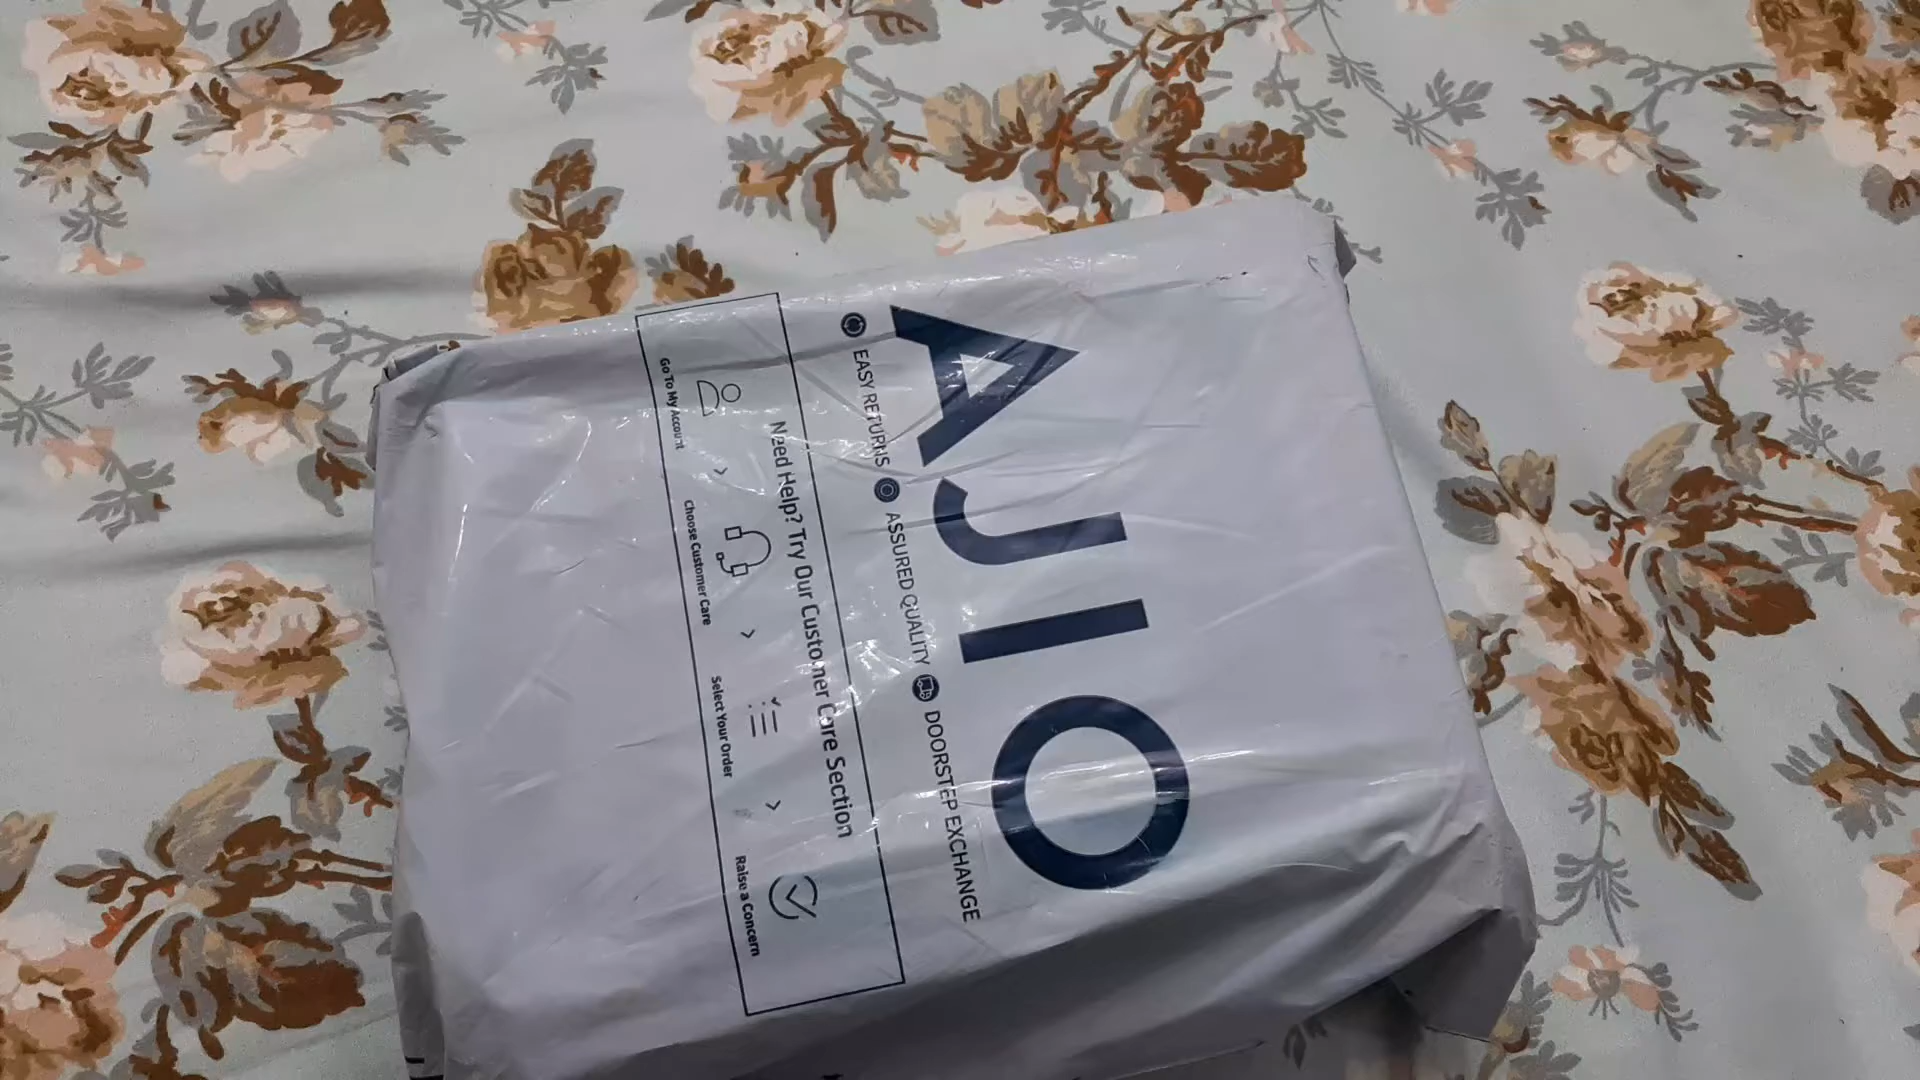 AJIO
EASY RETURNS ASSURED QUALITY DOORSTEP EXCHANGE
Need Help? Try Our Customer Care Section
Go To My Account > Choose Customer Care > Select Your Order > Raise a Concern